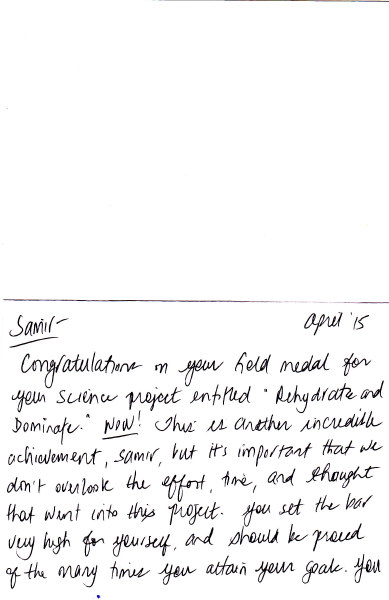 Samir- April '15
Congratulations on your Gold medal for
your science project entitled "Rehydrate and
Dominate." WOW! This is another incredible
achievement, Samir, but it's important that we
don't overlook the effort, time, and thought
that went into this project. You set the bar
very high for yourself, and should be proud
of the many times you attain your goals. You